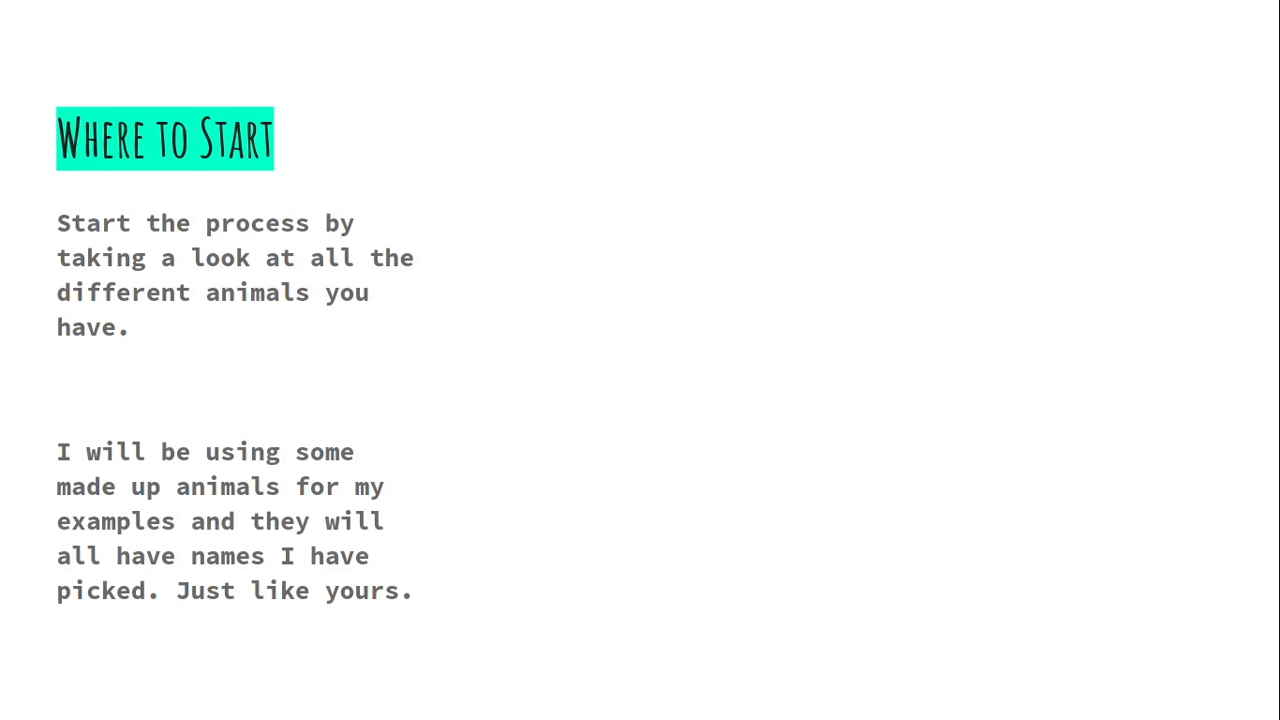 Where to Start
Start the process by
taking a look at all the
different animals you
have.
I will be using some
made up animals for my
examples and they will
all have names I have
picked. Just like yours.